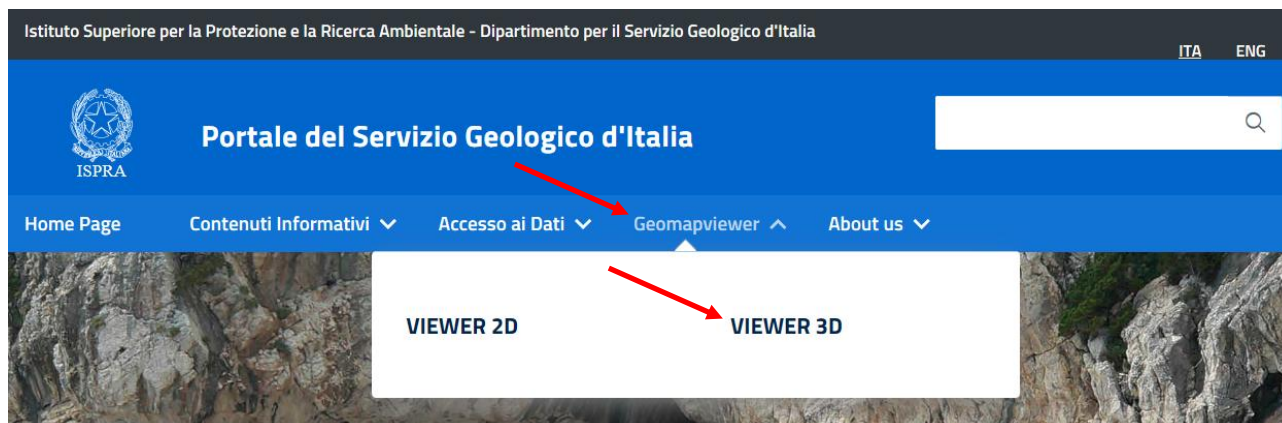 Istituto Superiore per la Protezione e la Ricerca Ambientale - Dipartimento per il Servizio Geologico d'Italia
ITA ENG
Portale del Servizio Geologico d'Italia
ISPRA
Home Page Contenuti Informativi Accesso ai Dati Geomapviewer About us
VIEWER 2D VIEWER 3D